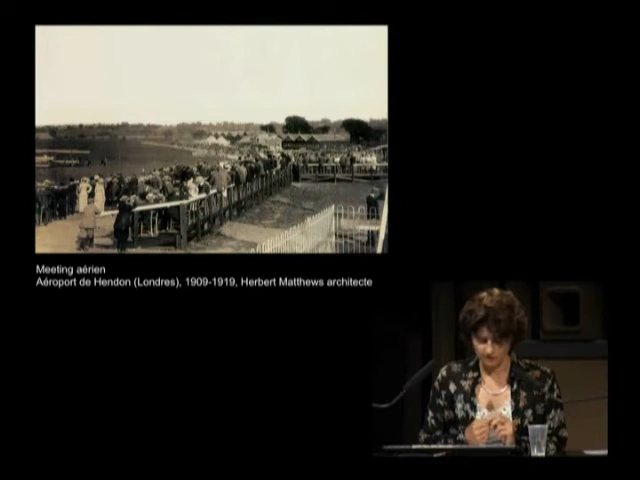 Meeting aérien
Aéroport de Hendon (Londres), 1909-1919, Herbert Matthews architecte